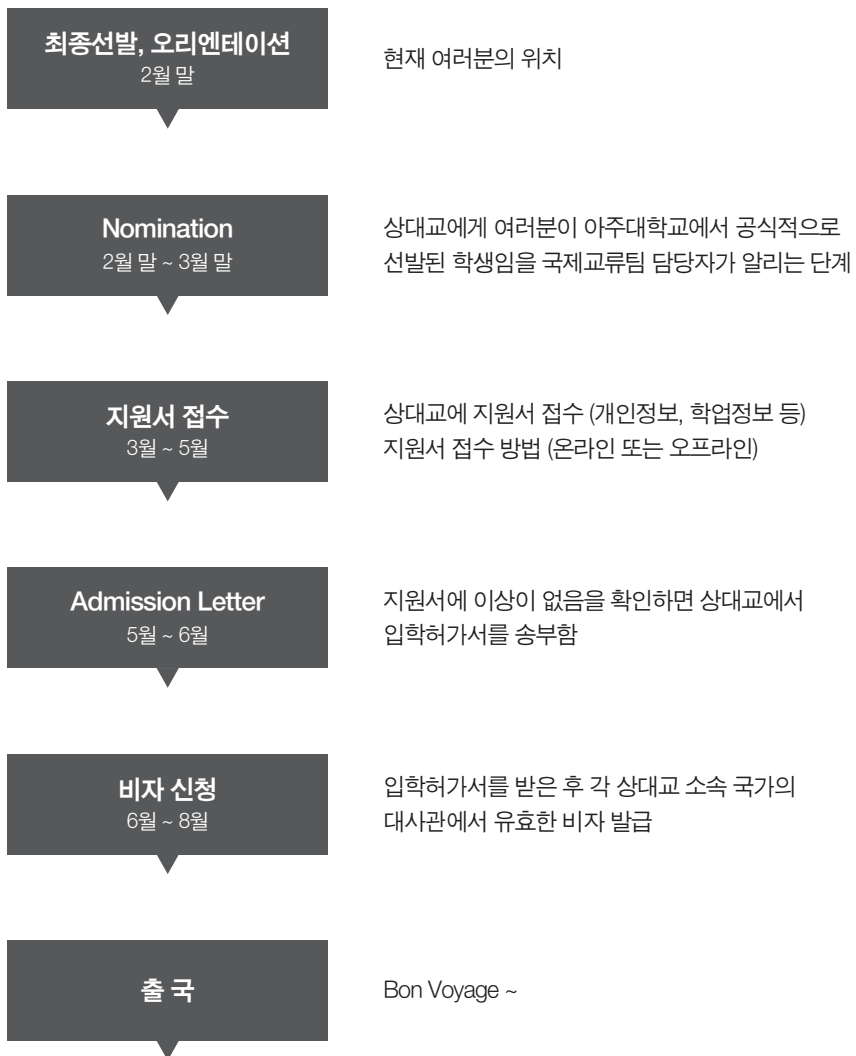 최종선발, 오리엔테이션
2월 말
현재 여러분의 위치
Nomination
2월 말 ~ 3월 말
상대교에게 여러분이 아주대학교에서 공식적으로
선발된 학생임을 국제교류팀 담당자가 알리는 단계
지원서 접수
3월 ~ 5월
상대교에 지원서 접수 (개인정보, 학업정보 등)
지원서 접수 방법 (온라인 또는 오프라인)
Admission Letter
5월 ~ 6월
지원서에 이상이 없음을 확인하면 상대교에서
입학허가서를 송부함
비자 신청
6월 ~ 8월
입학허가서를 받은 후 각 상대교 소속 국가의
대사관에서 유효한 비자 발급
출 국
Bon Voyage ~